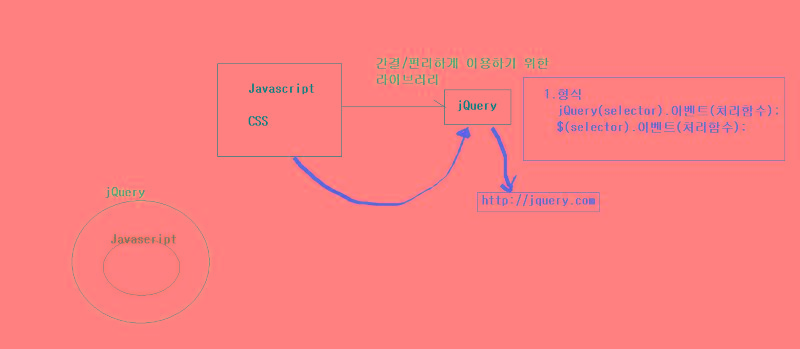 간결/편리하게 이용하기 위한
라이브러리
Javascript
CSS
jQuery
1.형식
jQuery(selector).이벤트(처리함수);
$(selector).이벤트(처리함수);
http://jquery.com
jQuery
Javascript